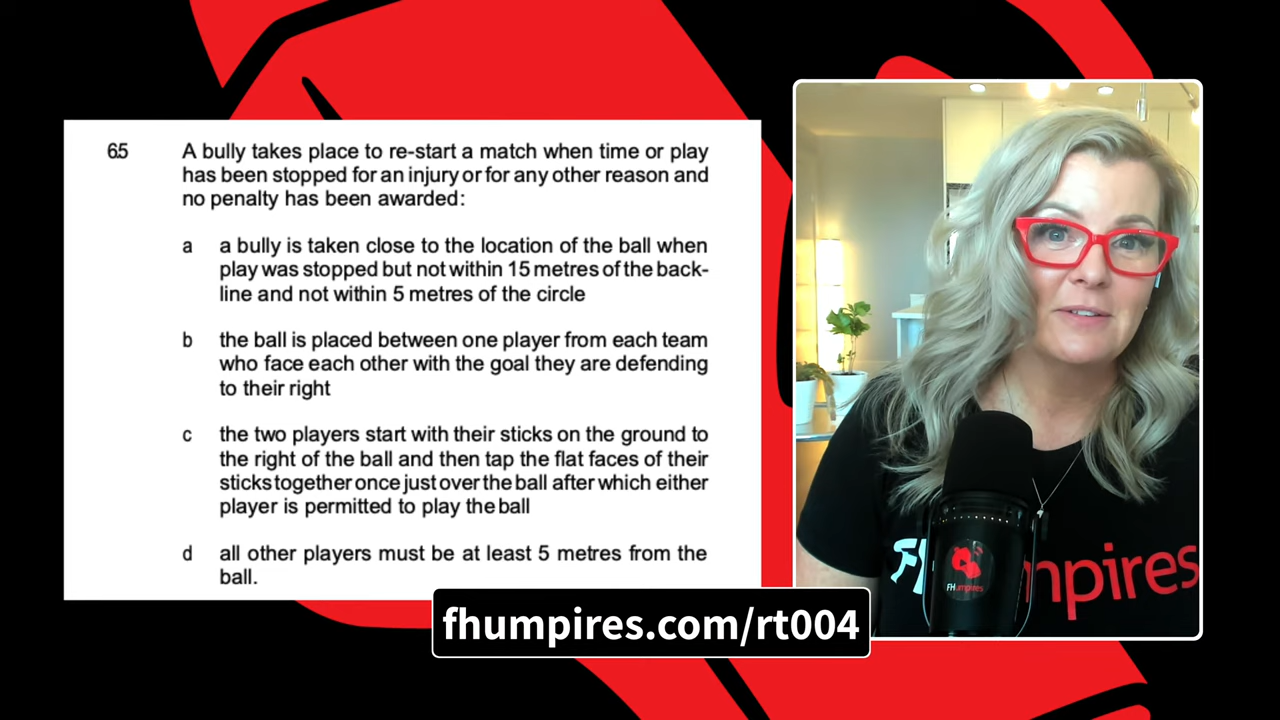 6.5 A bully takes place to re-start a match when time or play
has been stopped for an injury or for any other reason and
no penalty has been awarded:
a a bully is taken close to the location of the ball when
play was stopped but not within 15 metres of the back-
line and not within 5 metres of the circle
b the ball is placed between one player from each team
who face each other with the goal they are defending
to their right
c the two players start with their sticks on the ground to
the right of the ball and then tap the flat faces of their
sticks together once just over the ball after which either
player is permitted to play the ball
d all other players must be at least 5 metres from the
ball.
fhumpires.com/rt004
FHumpires
mpires